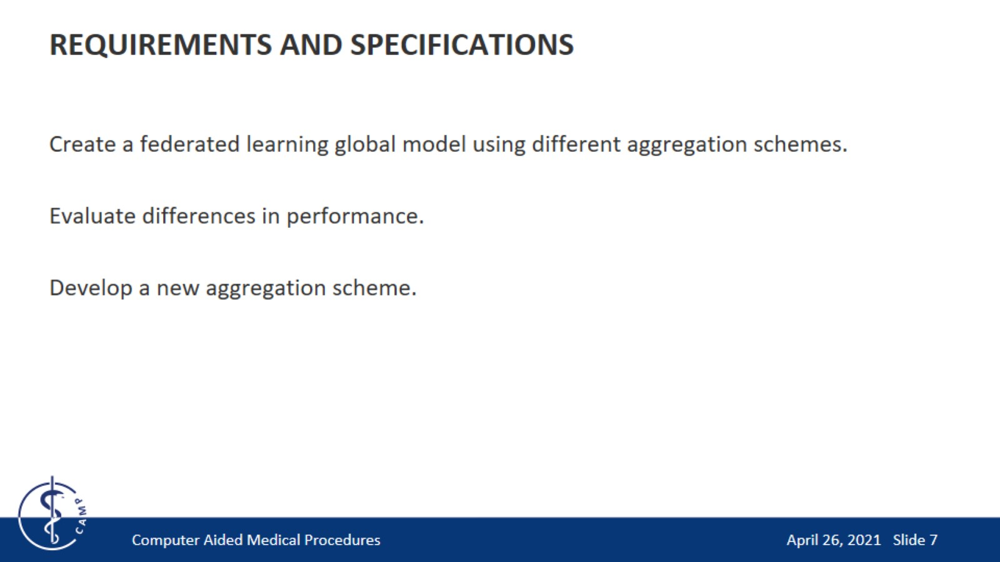 REQUIREMENTS AND SPECIFICATIONS
Create a federated learning global model using different aggregation schemes.
Evaluate differences in performance.
Develop a new aggregation scheme.
CAMP
Computer Aided Medical Procedures
April 26, 2021 Slide 7